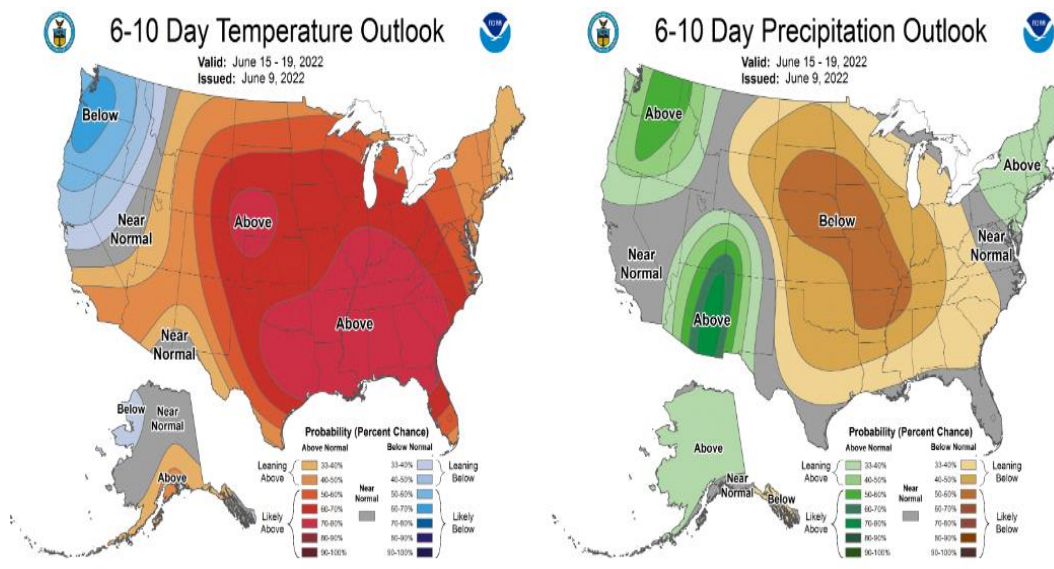 6-10 Day Temperature Outlook
Valid: June 15 - 19, 2022
Issued: June 9, 2022
Below
Near
Normal
Above
Above
Near
Normal
Below
Near
Normal
Above
Probability (Percent Chance)
Above Normal
Below Normal
Leaning
Above
33-40%
40-50%
50-60%
60-70%
70-80%
80-90%
90-100%
Likely
Above
Near
Normal
33-40%
40-50%
50-60%
60-70%
70-80%
80-90%
90-100%
Leaning
Below
Likely
Below
6-10 Day Precipitation Outlook
Valid: June 15 - 19, 2022
Issued: June 9, 2022
Above
Near
Normal
Above
Below
Above
Near
Normal
Above
Near
Normal
Below
Probability (Percent Chance)
Above Normal
Below Normal
Leaning
Above
33-40%
40-50%
50-60%
60-70%
70-80%
80-90%
90-100%
Likely
Above
Near
Normal
33-40%
40-50%
50-60%
60-70%
70-80%
80-90%
90-100%
Leaning
Below
Likely
Below